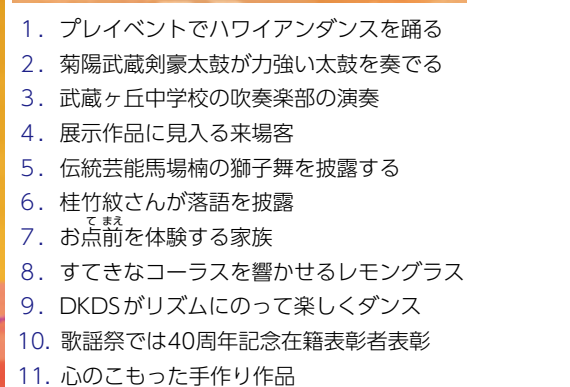 1. プレイベントでハワイアンダンスを踊る
2. 菊陽武蔵剣豪太鼓が力強い太鼓を奏でる
3. 武蔵ヶ丘中学校の吹奏楽部の演奏
4. 展示作品に見入る来場客
5. 伝統芸能馬場楠の獅子舞を披露する
6. 桂竹紋さんが落語を披露
て まえ
7. お点前を体験する家族
8. すてきなコーラスを響かせるレモングラス
9. DKDSがリズムにのって楽しくダンス
10. 歌謡祭では40周年記念在籍表彰者表彰
11. 心のこもった手作り作品